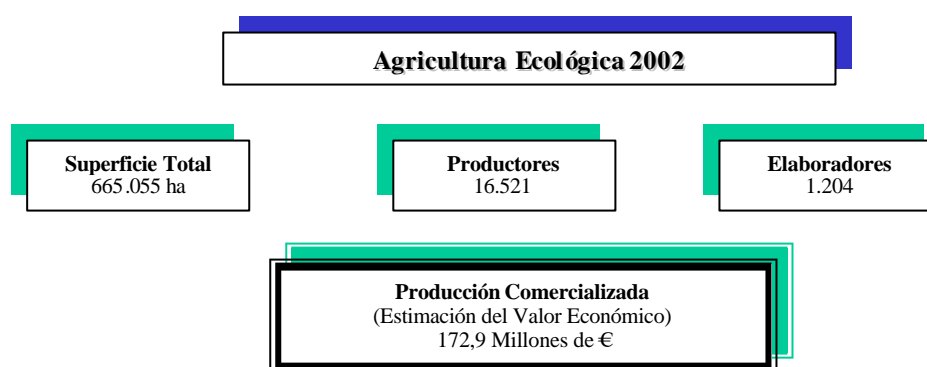 Agricultura Ecológica 2002
Superficie Total
665.055 ha
Productores
16.521
Elaboradores
1.204
Producción Comercializada
(Estimación del Valor Económico)
172,9 Millones de €